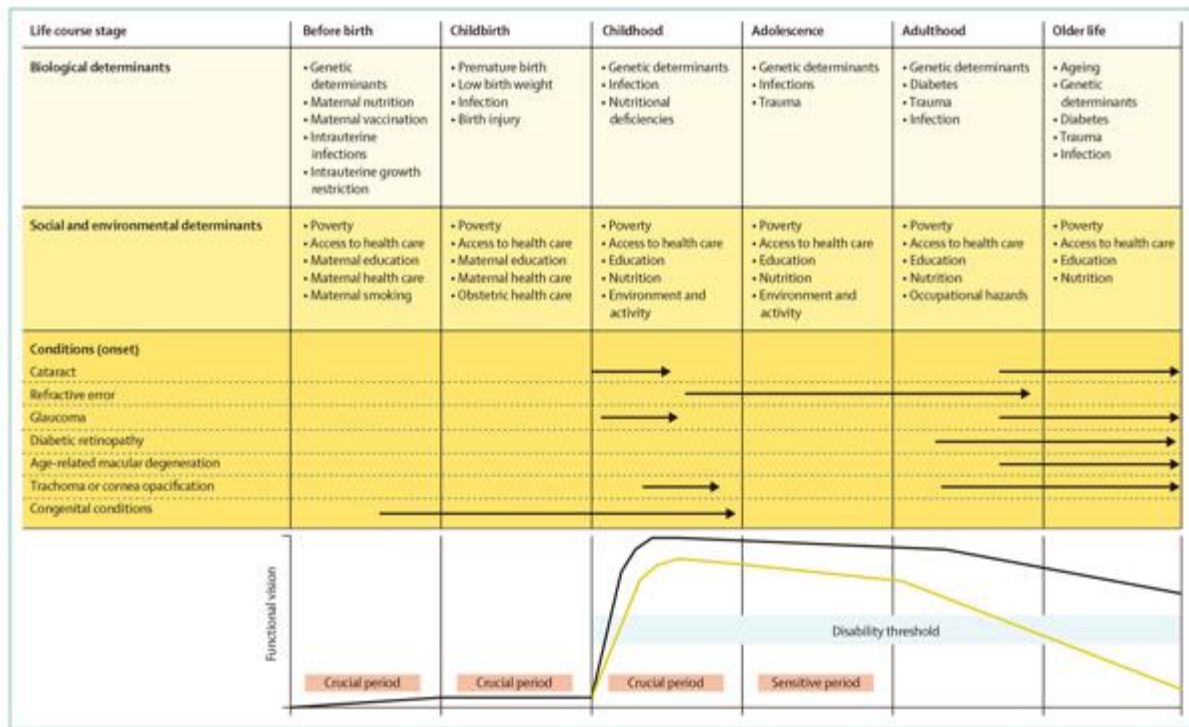 Life course stage Before birth Childbirth Childhood Adolescence Adulthood Older life
Biological determinants
• Genetic
determinants
• Maternal nutrition
• Maternal vaccination
• Intrauterine
infections
• Intrauterine growth
restriction
• Premature birth
• Low birth weight
• Infection
• Birth injury
• Genetic determinants
• Infection
• Nutritional
deficiencies
• Genetic determinants
• Infections
• Trauma
• Genetic determinants
• Diabetes
• Trauma
• Infection
• Ageing
• Genetic
determinants
• Diabetes
• Trauma
• Infection
Social and environmental determinants
• Poverty
• Access to health care
• Maternal education
• Maternal health care
• Maternal smoking
• Poverty
• Access to health care
• Maternal education
• Maternal health care
• Obstetric health care
• Poverty
• Access to health care
• Education
• Nutrition
• Environment and
activity
• Poverty
• Access to health care
• Education
• Nutrition
• Environment and
activity
• Poverty
• Access to health care
• Education
• Nutrition
• Occupational hazards
• Poverty
• Access to health care
• Education
• Nutrition
Conditions (onset)
Cataract
Refractive error
Glaucoma
Diabetic retinopathy
Age-related macular degeneration
Trachoma or cornea opacification
Congenital conditions
Functional vision
Disability threshold
Crucial period Crucial period Crucial period Sensitive period